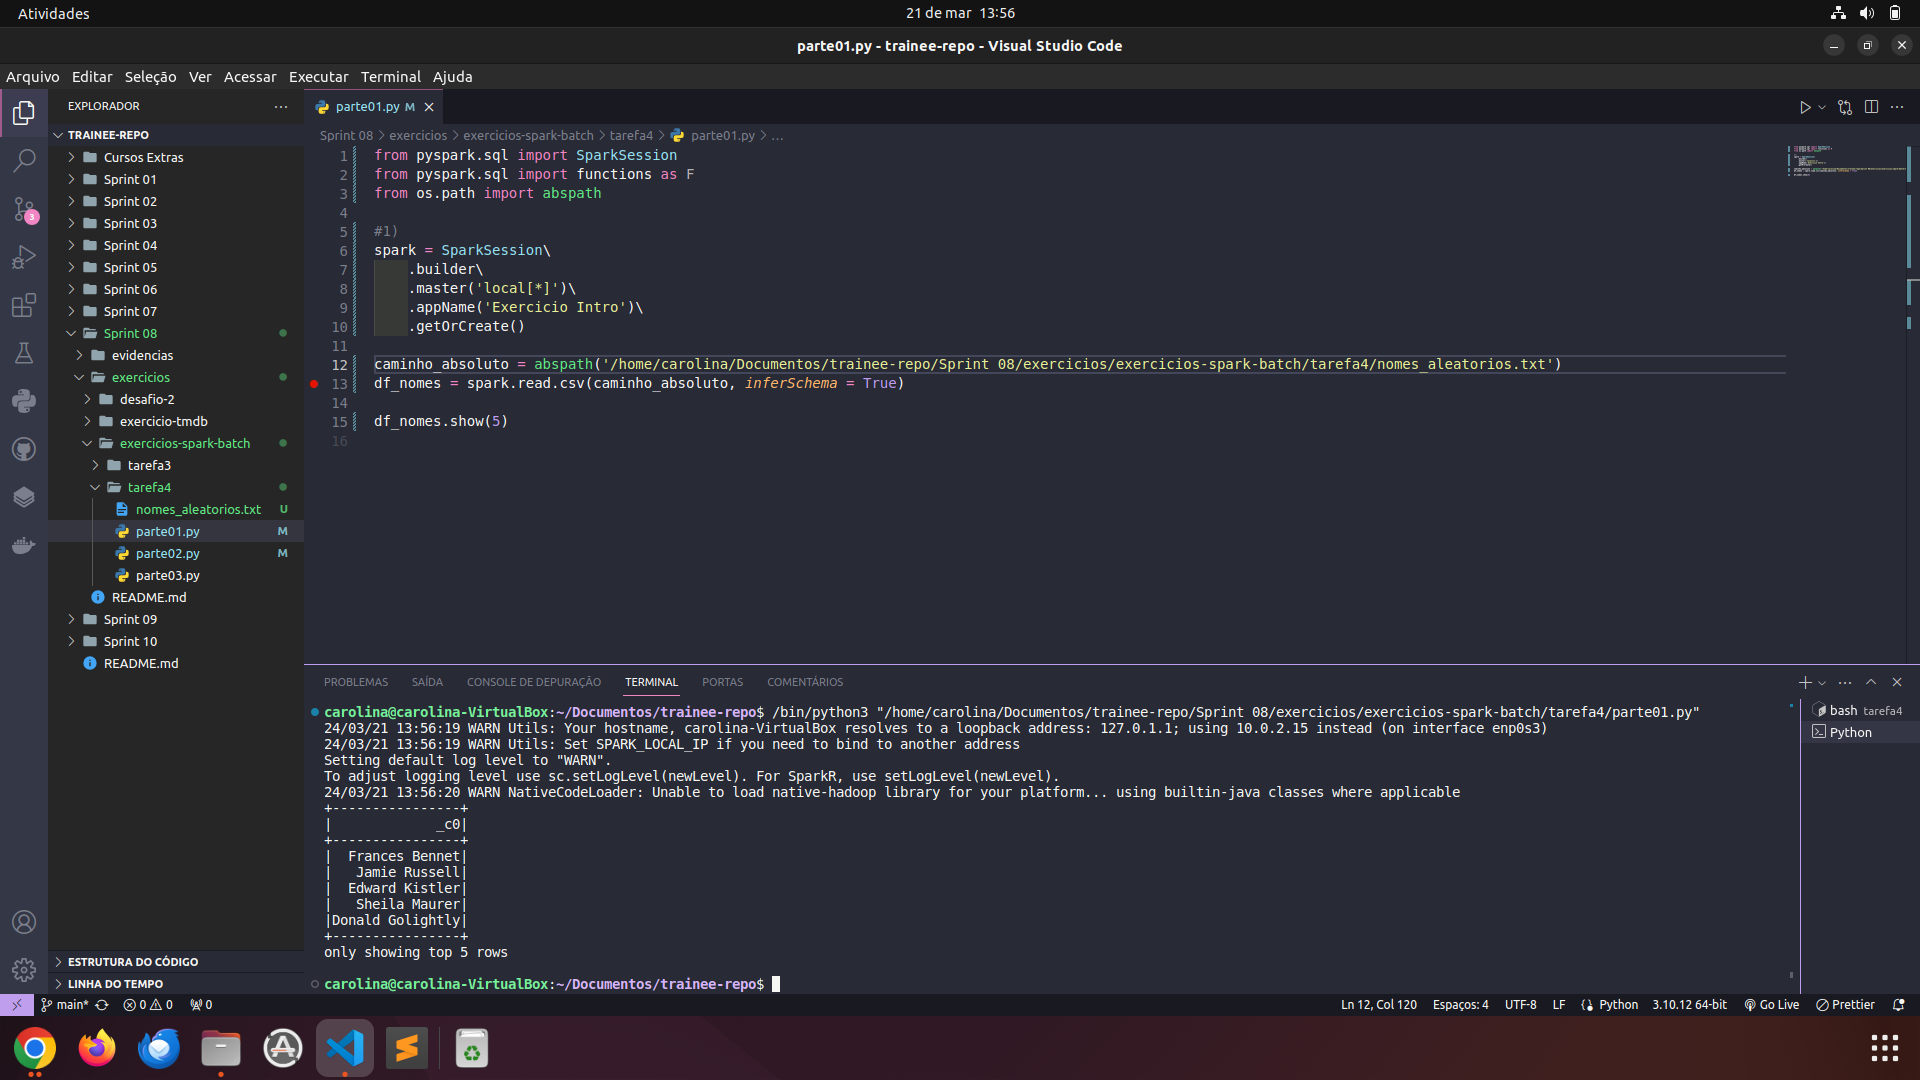 Atividades
21 de mar 13:56
parte01.py - trainee-repo - Visual Studio Code
Arquivo Editar Seleção Ver Acessar Executar Terminal Ajuda
EXPLORADOR
TRAINEE-REPO
Cursos Extras
Sprint 01
Sprint 02
3
Sprint 03
Sprint 04
Sprint 05
Sprint 06
Sprint 07
Sprint 08
evidencias
exercicios
desafio-2
exercicio-tmdb
exercicios-spark-batch
tarefa3
tarefa4
nomes_aleatorios.txt U
parte01.py M
parte02.py M
parte03.py
README.md
Sprint 09
Sprint 10
README.md
ESTRUTURA DO CÓDIGO
LINHA DO TEMPO
parte01.py M
Sprint 08 > exercicios > exercicios-spark-batch > tarefa4 > parte01.py > ...
1 from pyspark.sql import SparkSession
2 from pyspark.sql import functions as F
3 from os.path import abspath
4
5 #1)
6 spark = SparkSession\
7 .builder\
8 .master('local[*]')\
9 .appName('Exercicio Intro')\
10 .getOrCreate()
11
12 caminho_absoluto = abspath('/home/carolina/Documentos/trainee-repo/Sprint 08/exercicios/exercicios-spark-batch/tarefa4/nomes_aleatorios.txt')
13 df_nomes = spark.read.csv(caminho_absoluto, inferSchema = True)
14
15 df_nomes.show(5)
16
PROBLEMAS SAÍDA CONSOLE DE DEPURAÇÃO TERMINAL PORTAS COMENTÁRIOS
carolina@carolina-VirtualBox:~/Documentos/trainee-repo$ /bin/python3 "/home/carolina/Documentos/trainee-repo/Sprint 08/exercicios/exercicios-spark-batch/tarefa4/parte01.py"
24/03/21 13:56:19 WARN Utils: Your hostname, carolina-VirtualBox resolves to a loopback address: 127.0.1.1; using 10.0.2.15 instead (on interface enp0s3)
24/03/21 13:56:19 WARN Utils: Set SPARK_LOCAL_IP if you need to bind to another address
Setting default log level to "WARN".
To adjust logging level use sc.setLogLevel(newLevel). For SparkR, use setLogLevel(newLevel).
24/03/21 13:56:20 WARN NativeCodeLoader: Unable to load native-hadoop library for your platform... using builtin-java classes where applicable
+----------------+
|             _c0|
+----------------+
|  Frances Bennet|
|   Jamie Russell|
|  Edward Kistler|
|   Sheila Maurer|
|Donald Golightly|
+----------------+
only showing top 5 rows
carolina@carolina-VirtualBox:~/Documentos/trainee-repo$
bash tarefa4
Python
main* 0 0 0
Ln 12, Col 120 Espaços: 4 UTF-8 LF Python 3.10.12 64-bit Go Live Prettier